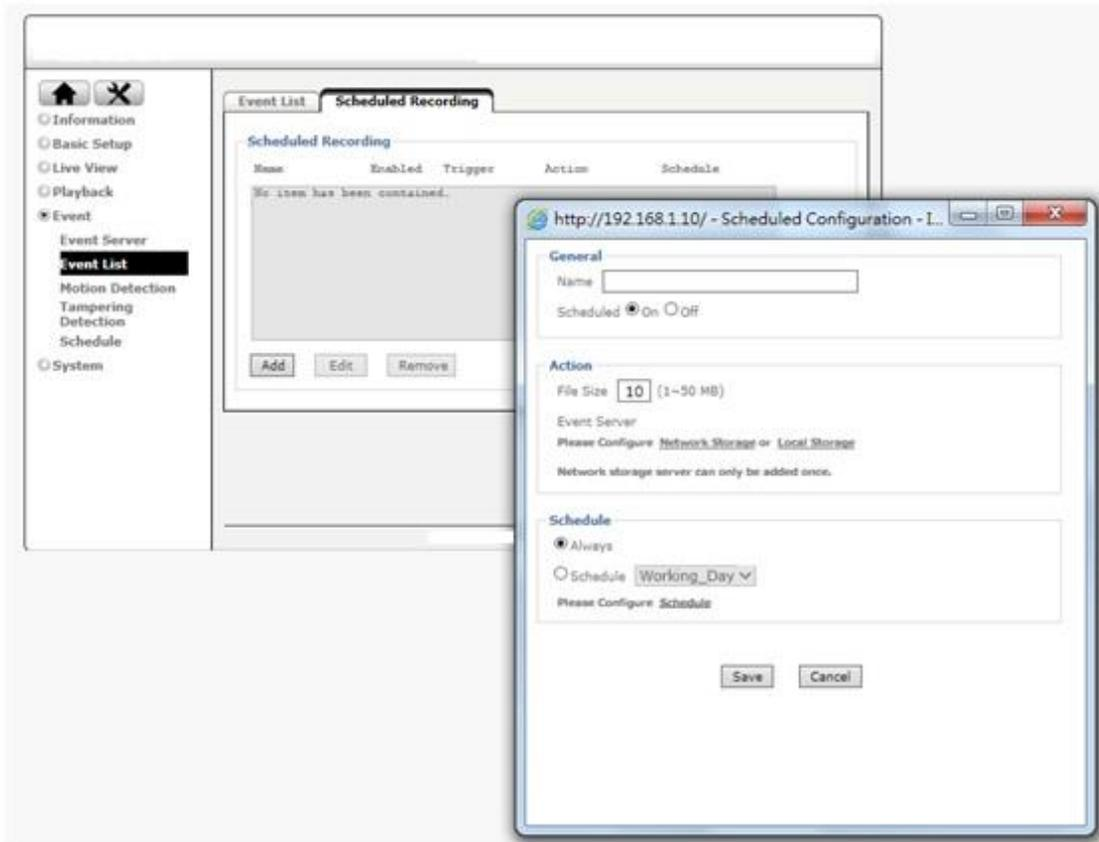 Information
Basic Setup
Live View
Playback
Event
Event Server
Event List
Motion Detection
Tampering
Detection
Schedule
System
Event List Scheduled Recording
Scheduled Recording
Name Enabled Trigger Action Schedule
No item has been contained.
Add Edit Remove
http://192.168.1.10/ - Scheduled Configuration - I...
General
Name
Scheduled On Off
Action
File Size 10 (1~50 MB)
Event Server
Please Configure Network Storage or Local Storage
Network storage server can only be added once.
Schedule
Always
Schedule Working_Day
Please Configure Schedule
Save Cancel